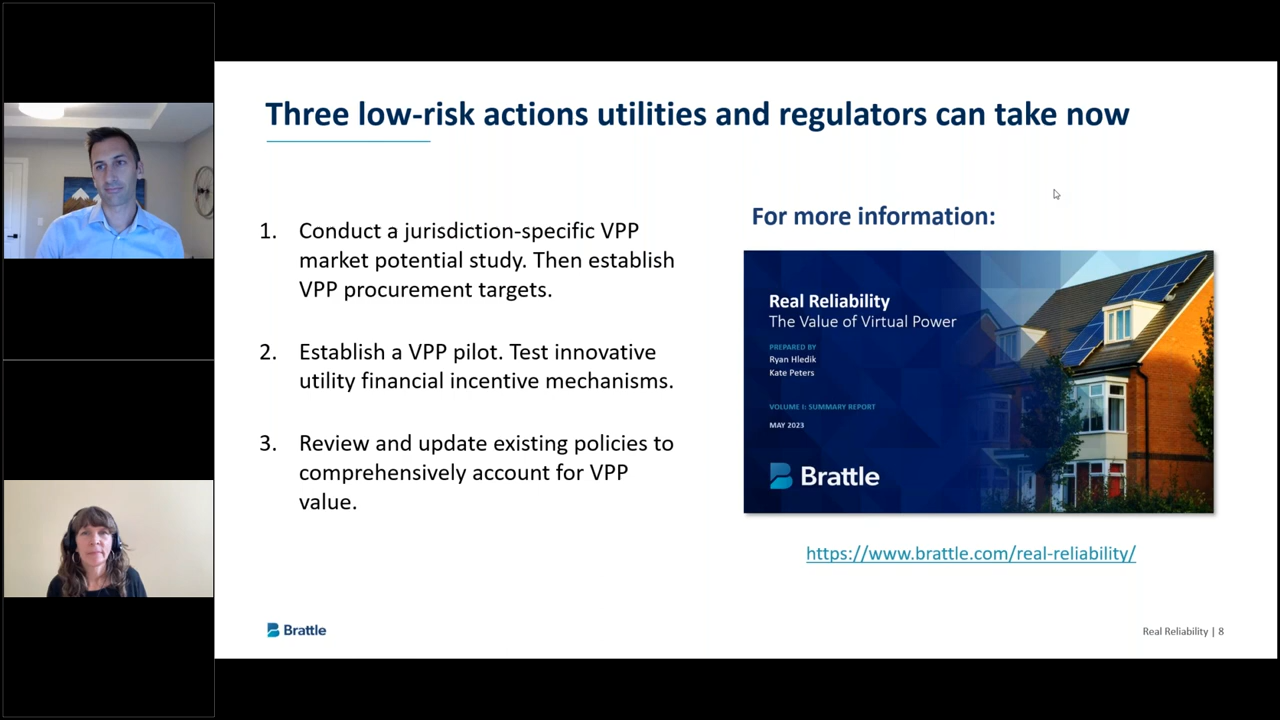 Three low-risk actions utilities and regulators can take now
1. Conduct a jurisdiction-specific VPP
market potential study. Then establish
VPP procurement targets.
2. Establish a VPP pilot. Test innovative
utility financial incentive mechanisms.
3. Review and update existing policies to
comprehensively account for VPP
value.
For more information:
Real Reliability
The Value of Virtual Power
PREPARED BY
Ryan Hledik
Kate Peters
VOLUME I: SUMMARY REPORT
MAY 2023
Brattle
https://www.brattle.com/real-reliability/
Brattle
Real Reliability | 8